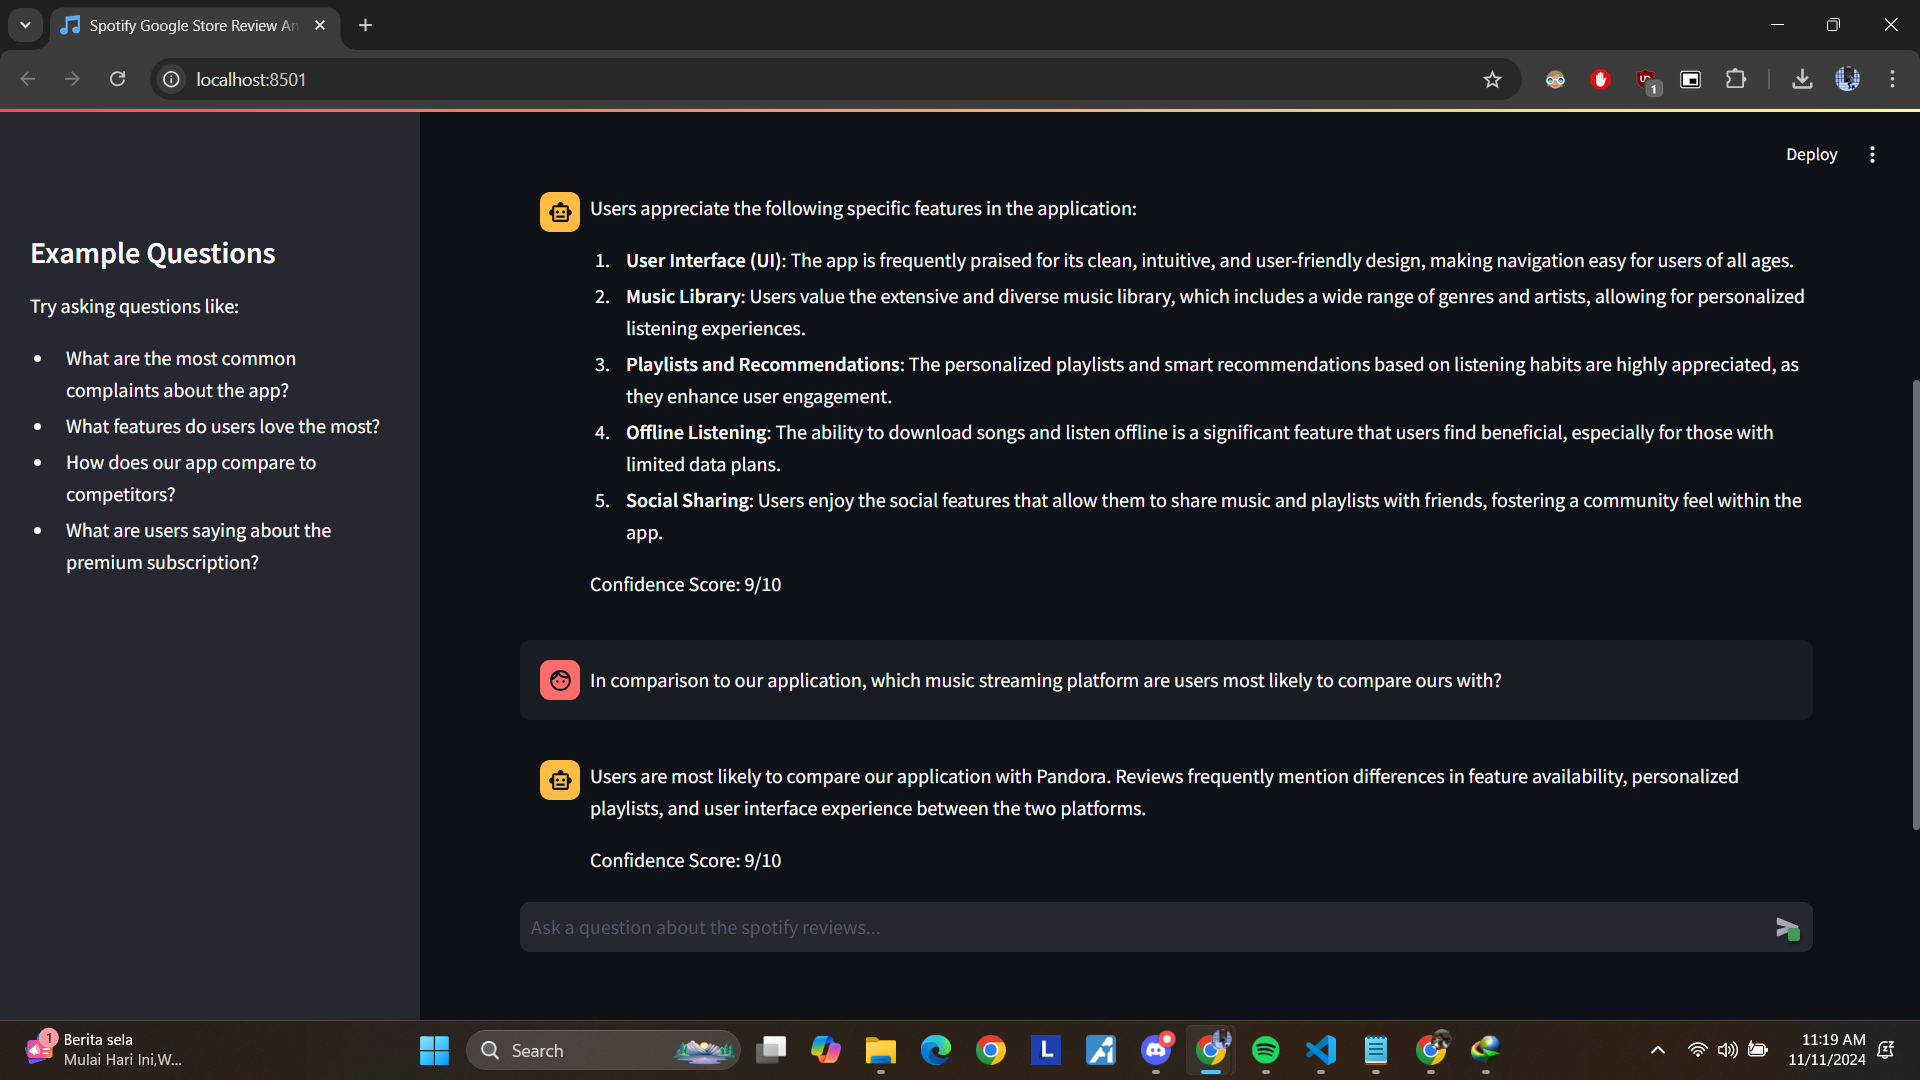 Spotify Google Store Review An
localhost:8501
1
Deploy
Example Questions
Try asking questions like:
What are the most common
complaints about the app?
What features do users love the most?
How does our app compare to
competitors?
What are users saying about the
premium subscription?
Users appreciate the following specific features in the application:
1. User Interface (UI): The app is frequently praised for its clean, intuitive, and user-friendly design, making navigation easy for users of all ages.
2. Music Library: Users value the extensive and diverse music library, which includes a wide range of genres and artists, allowing for personalized
listening experiences.
3. Playlists and Recommendations: The personalized playlists and smart recommendations based on listening habits are highly appreciated, as
they enhance user engagement.
4. Offline Listening: The ability to download songs and listen offline is a significant feature that users find beneficial, especially for those with
limited data plans.
5. Social Sharing: Users enjoy the social features that allow them to share music and playlists with friends, fostering a community feel within the
app.
Confidence Score: 9/10
In comparison to our application, which music streaming platform are users most likely to compare ours with?
Users are most likely to compare our application with Pandora. Reviews frequently mention differences in feature availability, personalized
playlists, and user interface experience between the two platforms.
Confidence Score: 9/10
Ask a question about the spotify reviews...
1
Berita sela
Mulai Hari Ini,W...
Search
L
11:19 AM
11/11/2024